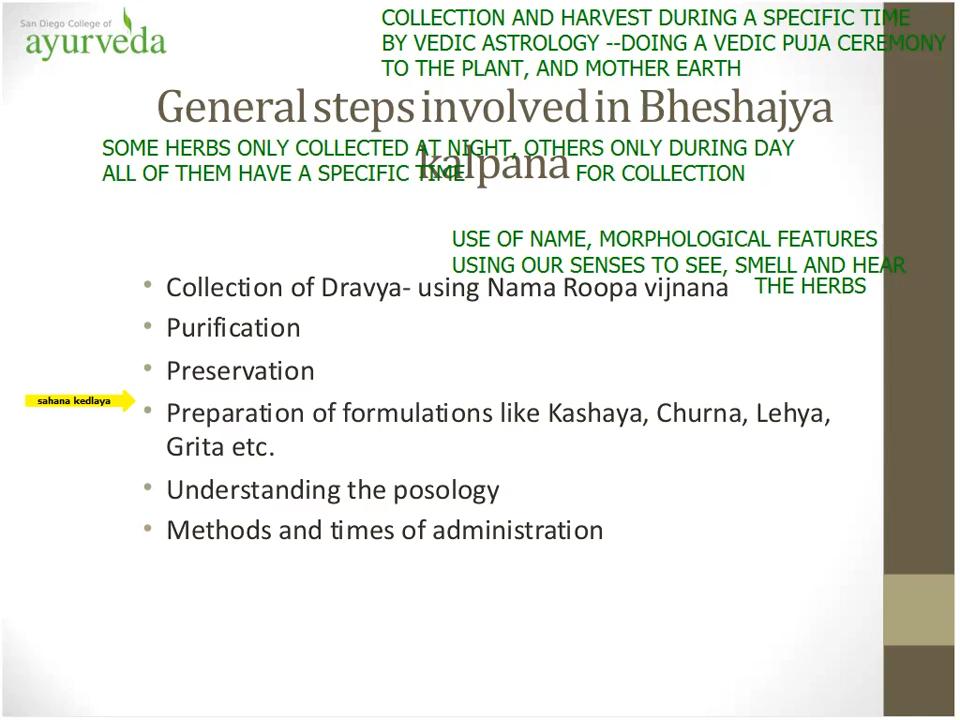 San Diego College of
ayurveda
COLLECTION AND HARVEST DURING A SPECIFIC TIME
BY VEDIC ASTROLOGY --DOING A VEDIC PUJA CEREMONY
TO THE PLANT, AND MOTHER EARTH
General steps involved in Bheshajya
kalpana
SOME HERBS ONLY COLLECTED AT NIGHT, OTHERS ONLY DURING DAY
ALL OF THEM HAVE A SPECIFIC TIME FOR COLLECTION
USE OF NAME, MORPHOLOGICAL FEATURES
USING OUR SENSES TO SEE, SMELL AND HEAR
THE HERBS
• Collection of Dravya- using Nama Roopa vijnana
• Purification
• Preservation
sahana kedlaya
• Preparation of formulations like Kashaya, Churna, Lehya,
Grita etc.
• Understanding the posology
• Methods and times of administration